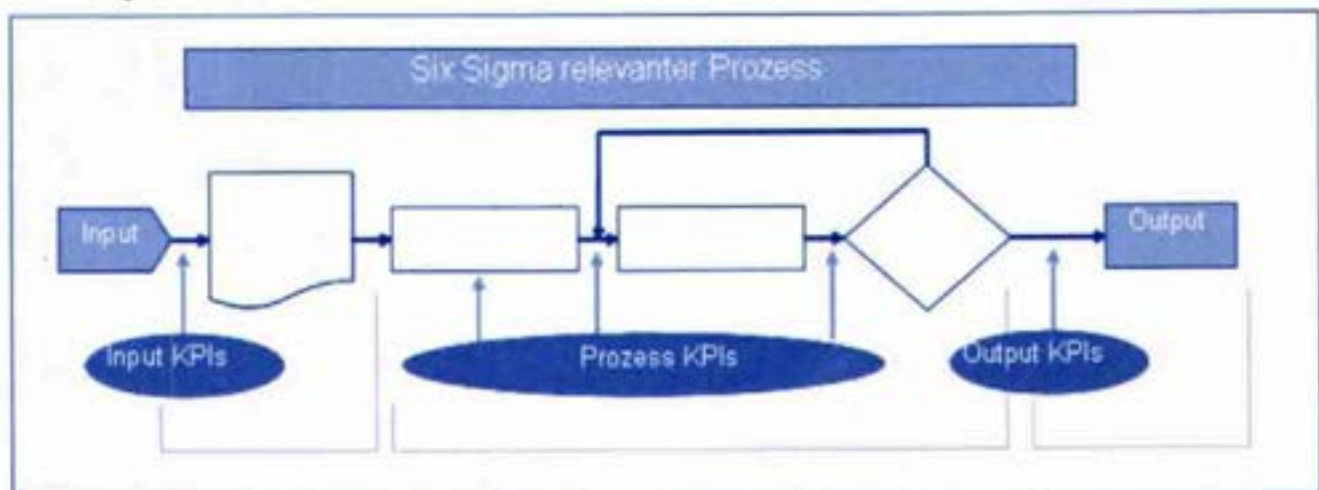 Six Sigma relevanter Prozess
Input
Output
Input KPIs
Prozess KPIs
Output KPIs